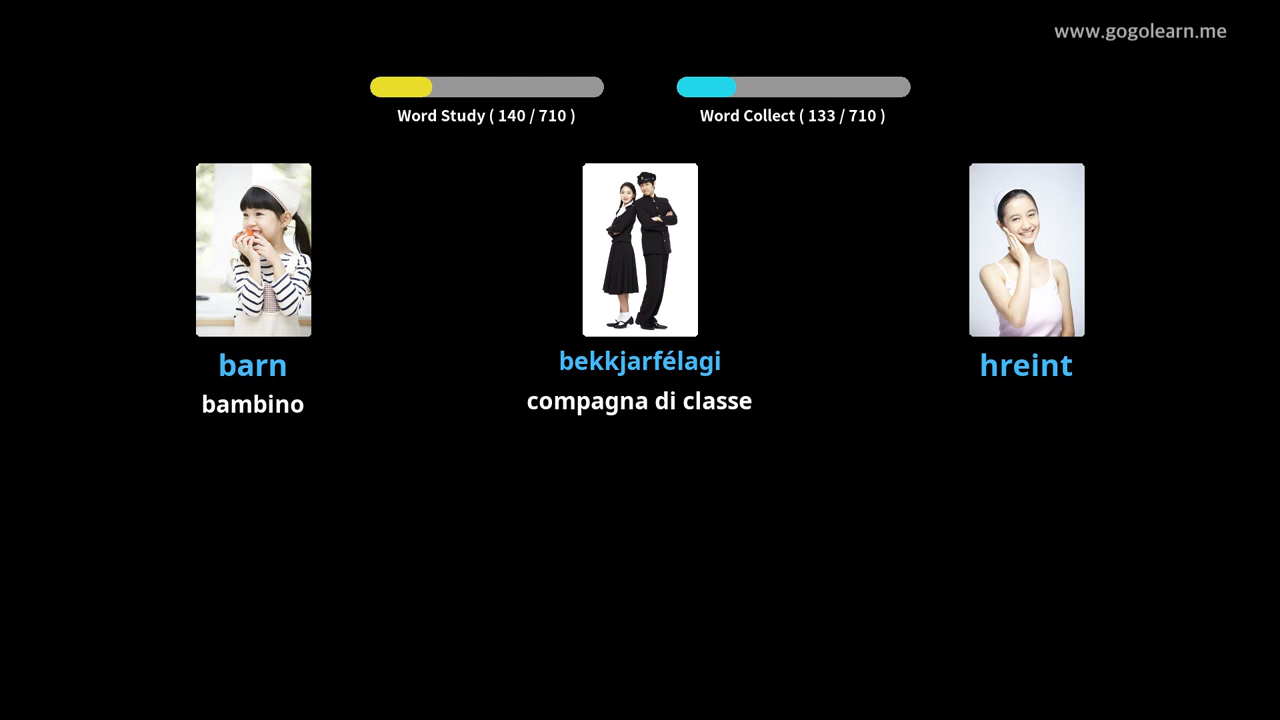 www.gogolearn.me
Word Study ( 140 / 710 )
Word Collect ( 133 / 710 )
barn
bekkjarfélagi
hreint
bambino
compagna di classe